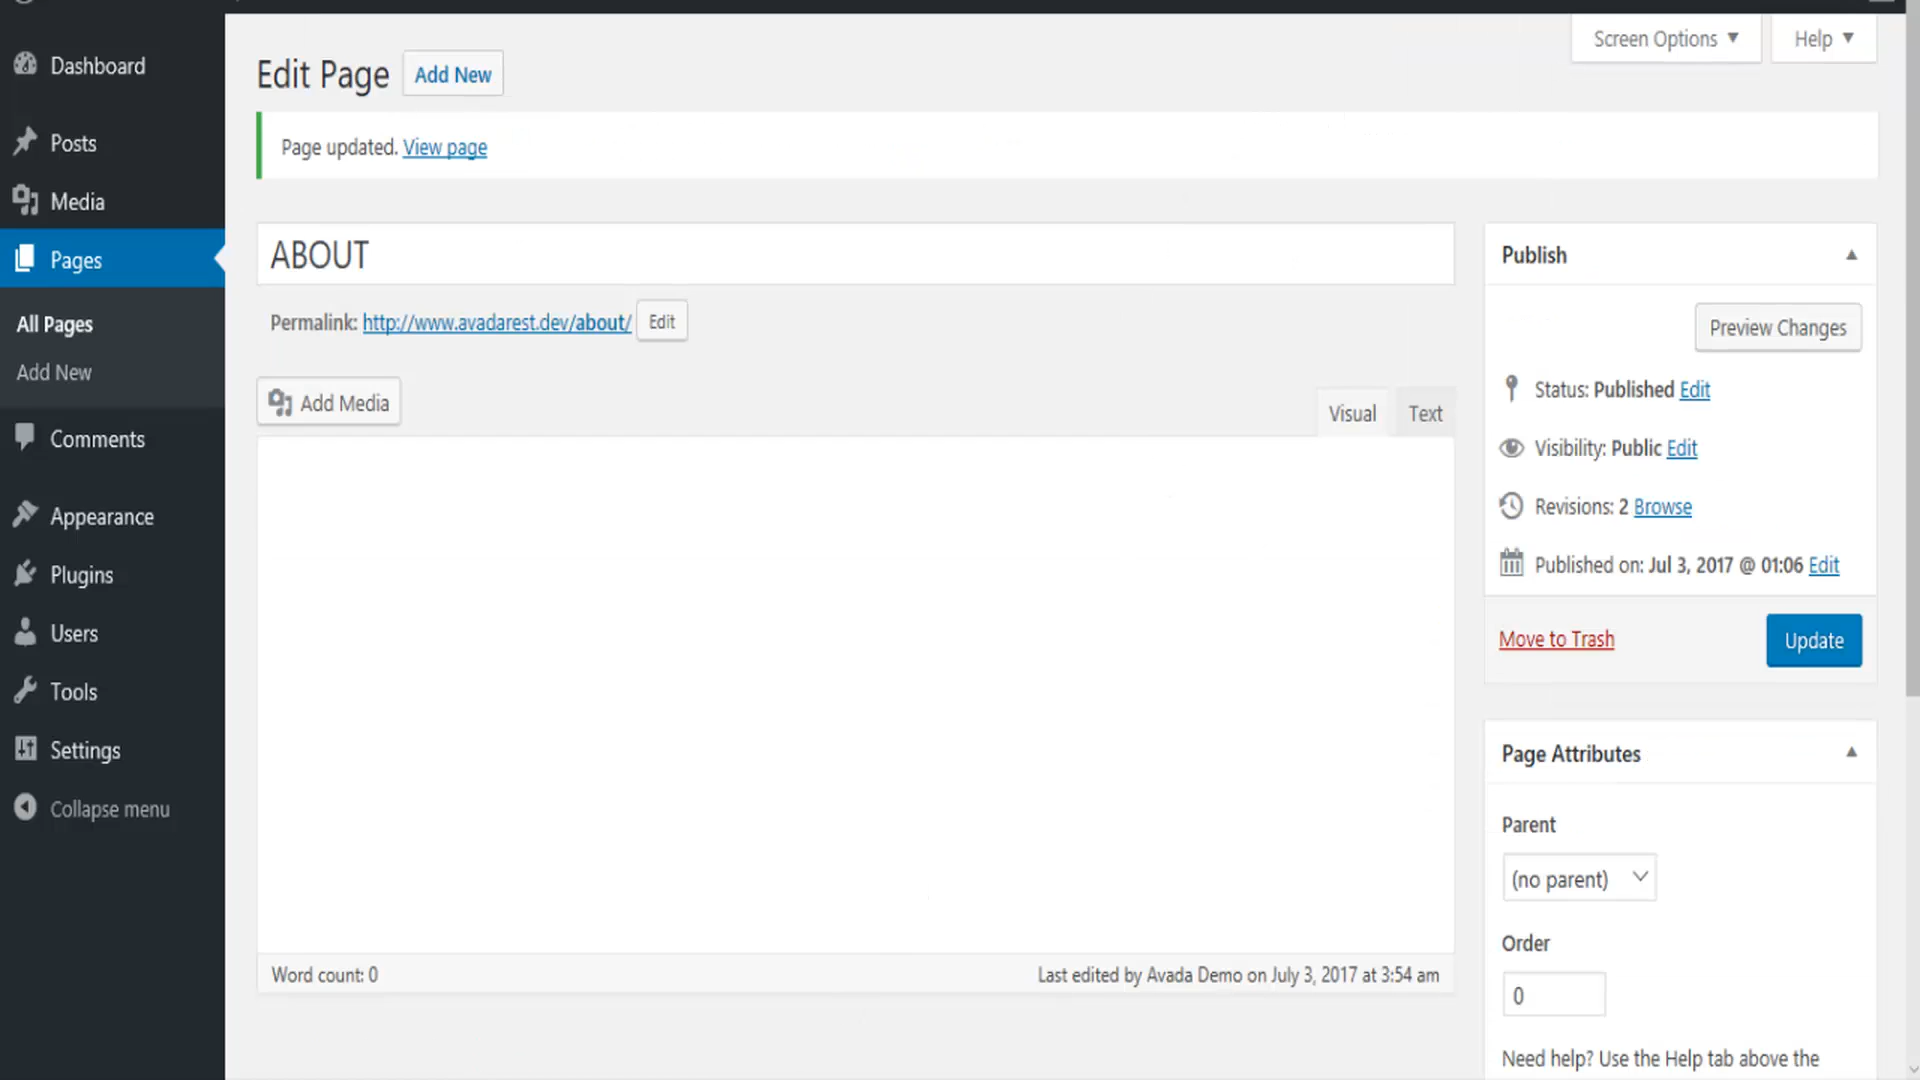 Dashboard
Posts
Media
Pages
All Pages
Add New
Comments
Appearance
Plugins
Users
Tools
Settings
Collapse menu
Screen Options ▼
Help ▼
Edit Page
Add New
Page updated. View page
ABOUT
Permalink: http://www.avadarest.dev/about/
Edit
Add Media
Visual
Text
Word count: 0
Last edited by Avada Demo on July 3, 2017 at 3:54 am
Publish
Preview Changes
Status: Published Edit
Visibility: Public Edit
Revisions: 2 Browse
Published on: Jul 3, 2017 @ 01:06 Edit
Move to Trash
Update
Page Attributes
Parent
(no parent)
Order
0
Need help? Use the Help tab above the